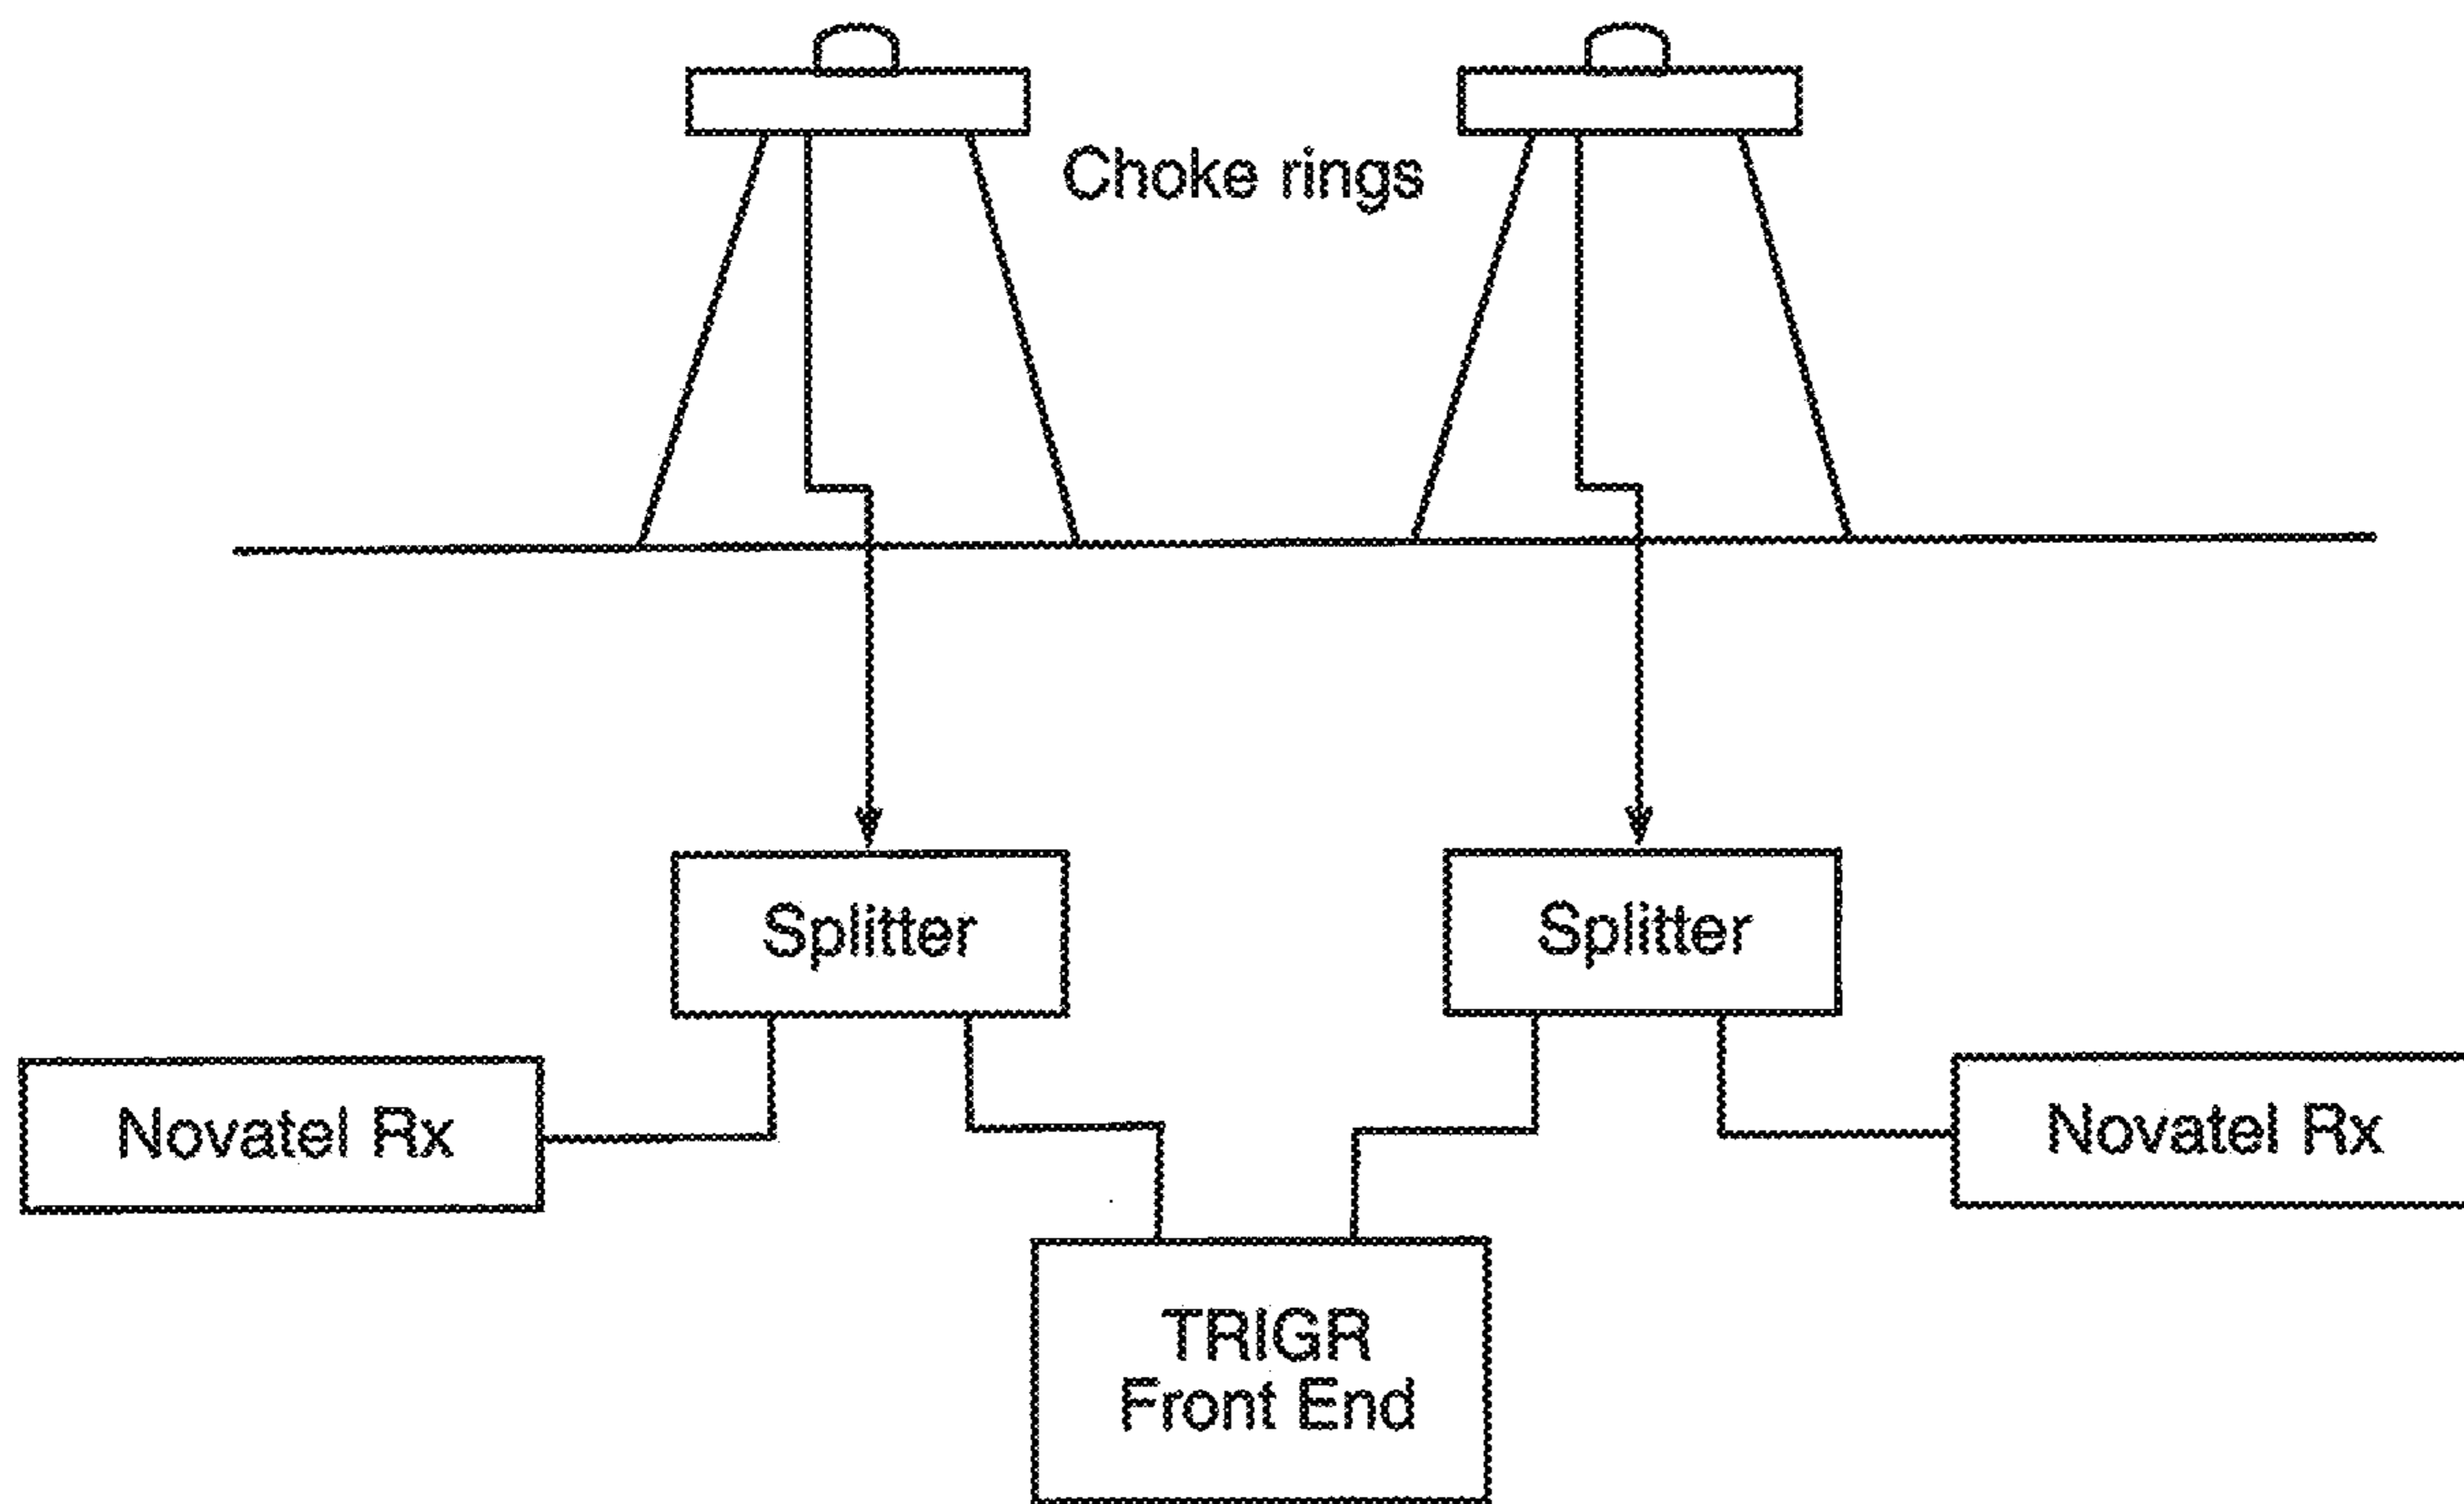 Choke rings
Splitter
Splitter
Novatel Rx
Novatel Rx
TRIGR
Front End